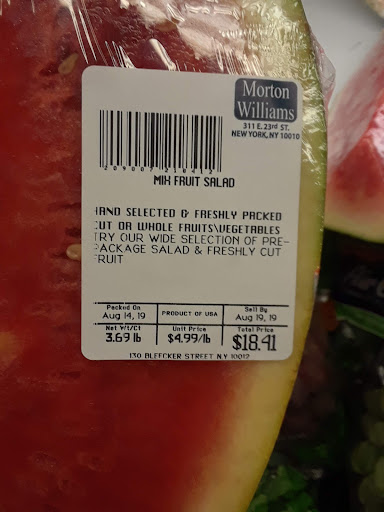 Morton
Williams
311 E. 23rd ST.
NEW YORK, NY 10010
MIX FRUIT SALAD
HAND SELECTED & FRESHLY PACKED
CUT OR WHOLE FRUITS\VEGETABLES
TRY OUR WIDE SELECTION OF PRE-
PACKAGE SALAD & FRESHLY CUT
FRUIT
Packed On
Aug 14, 19
PRODUCT OF USA
Sell By
Aug 19, 19
Net Wt/Ct
3.69 lb
Unit Price
$4.99/lb
Total Price
$18.41
130 BLEECKER STREET N.Y 10012